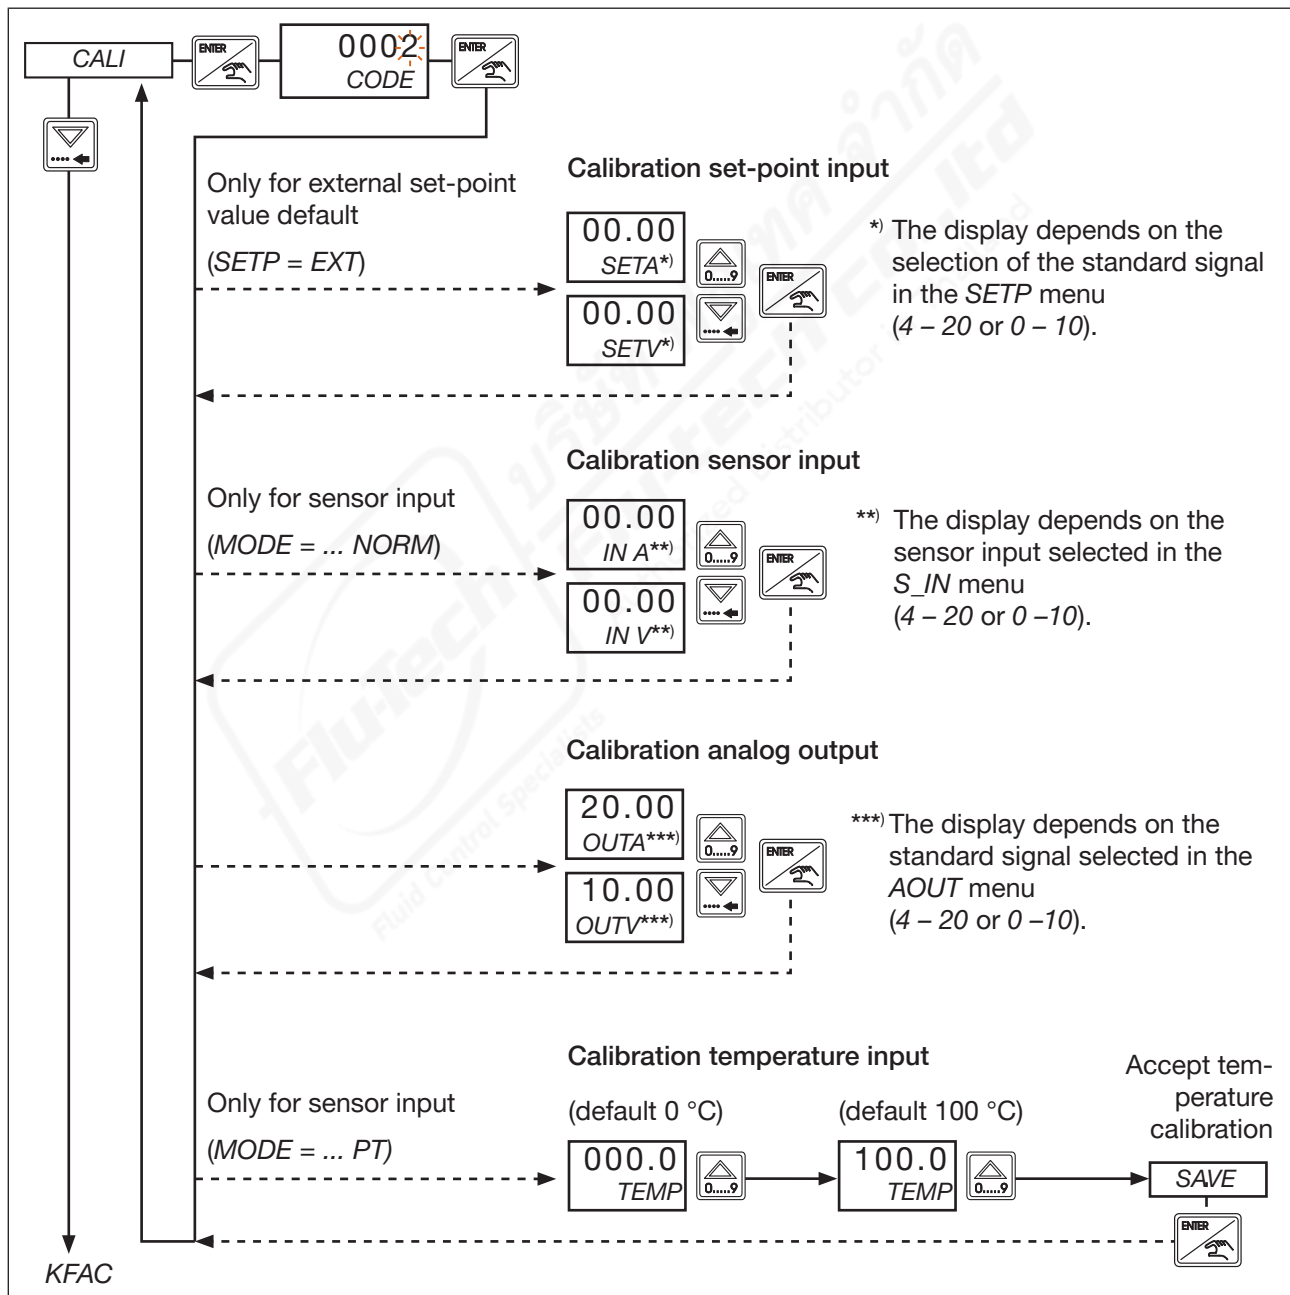 CALI
ENTER
0002
CODE
ENTER
Only for external set-point
value default
(SETP = EXT)
Calibration set-point input
00.00
SETA*)
0.....9
00.00
SETV*)
ENTER
*) The display depends on the
selection of the standard signal
in the SETP menu
(4 – 20 or 0 – 10).
Calibration sensor input
Only for sensor input
(MODE = ... NORM)
00.00
IN A**)
0.....9
00.00
IN V**)
ENTER
**) The display depends on the
sensor input selected in the
S_IN menu
(4 – 20 or 0 –10).
Calibration analog output
20.00
OUTA***)
0.....9
10.00
OUTV***)
ENTER
***) The display depends on the
standard signal selected in the
AOUT menu
(4 – 20 or 0 –10).
Calibration temperature input
Only for sensor input
(MODE = ... PT)
(default 0 °C)
000.0
TEMP
0.....9
(default 100 °C)
100.0
TEMP
0.....9
Accept tem-
perature
calibration
SAVE
ENTER
KFAC
Flu-Tech
Fluid Control Specialists